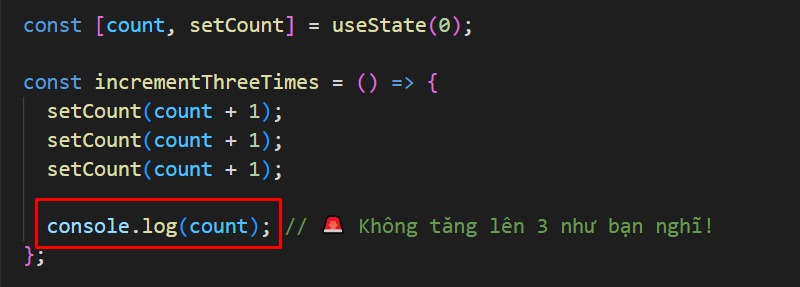 const [count, setCount] = useState(0);
const incrementThreeTimes = () => {
setCount(count + 1);
setCount(count + 1);
setCount(count + 1);
console.log(count); // 🚨 Không tăng lên 3 như bạn nghĩ!
};